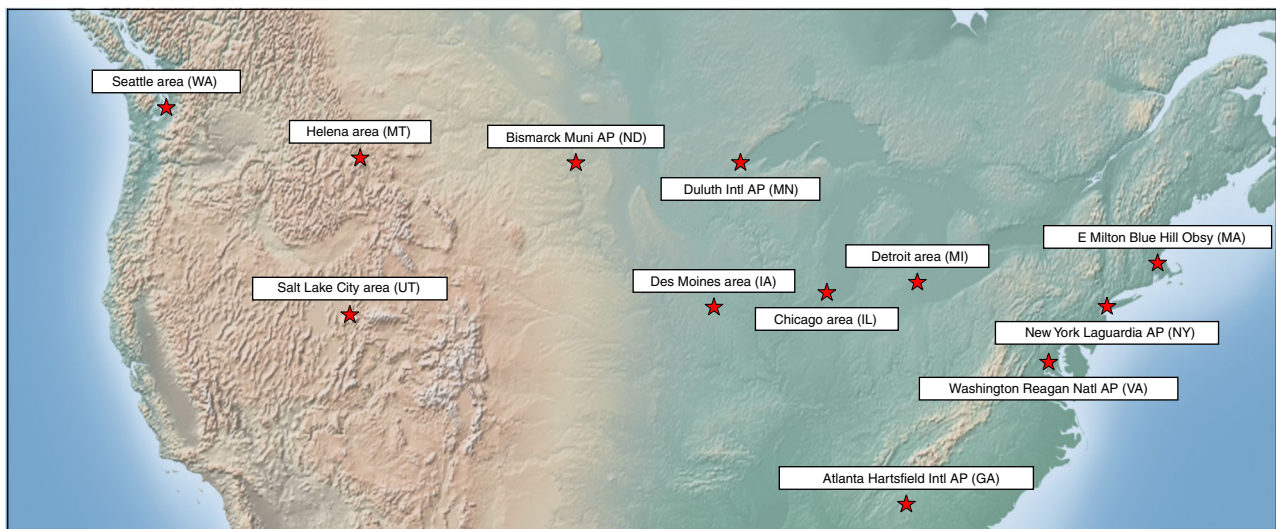 Seattle area (WA)
Helena area (MT)
Bismarck Muni AP (ND)
Duluth Intl AP (MN)
E Milton Blue Hill Obsy (MA)
Detroit area (MI)
Des Moines area (IA)
Salt Lake City area (UT)
Chicago area (IL)
New York Laguardia AP (NY)
Washington Reagan Natl AP (VA)
Atlanta Hartsfield Intl AP (GA)